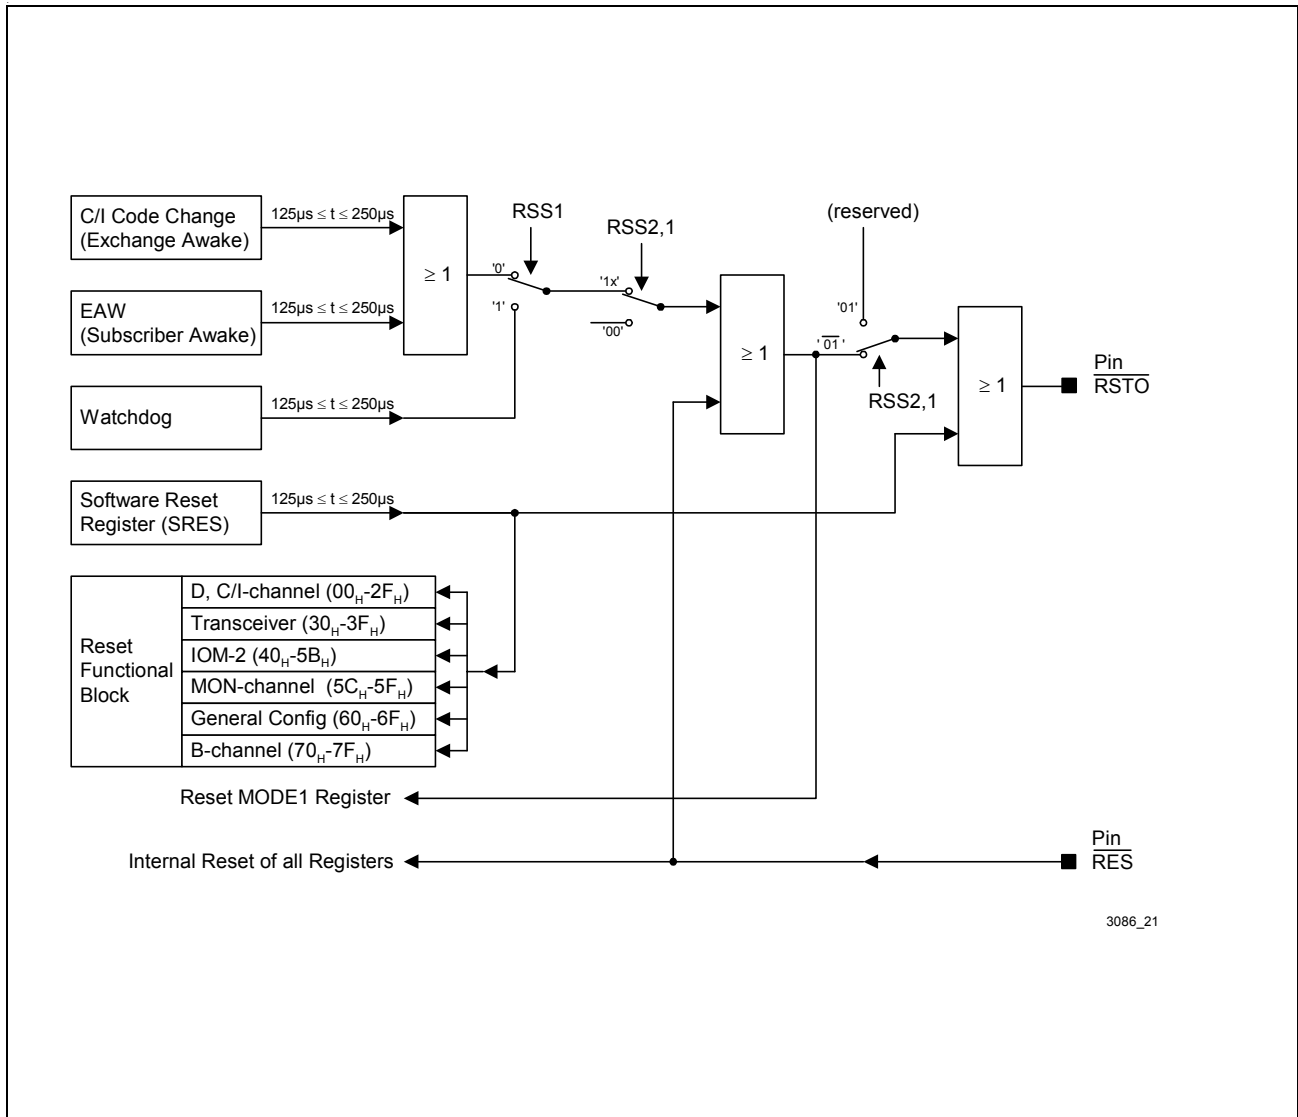 C/I Code Change
(Exchange Awake)
125µs ≤ t ≤ 250µs
≥ 1
RSS1
'0'
'1'
RSS2,1
'1x'
'00'
(reserved)
'01'
'01'
RSS2,1
EAW
(Subscriber Awake)
125µs ≤ t ≤ 250µs
≥ 1
≥ 1
Pin
RSTO
Watchdog
125µs ≤ t ≤ 250µs
Software Reset
Register (SRES)
125µs ≤ t ≤ 250µs
Reset
Functional
Block
D, C/I-channel (00H-2FH)
Transceiver (30H-3FH)
IOM-2 (40H-5BH)
MON-channel (5CH-5FH)
General Config (60H-6FH)
B-channel (70H-7FH)
Reset MODE1 Register
Internal Reset of all Registers
Pin
RES
3086_21